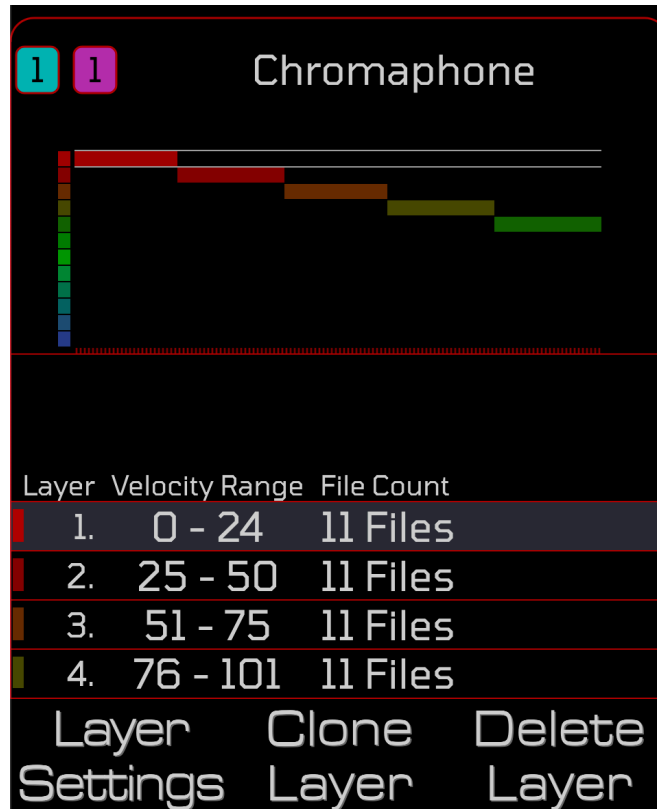 1 1 Chromaphone
Layer Velocity Range File Count
1. 0 - 24 11 Files
2. 25 - 50 11 Files
3. 51 - 75 11 Files
4. 76 - 101 11 Files
Layer Settings Clone Layer Delete Layer